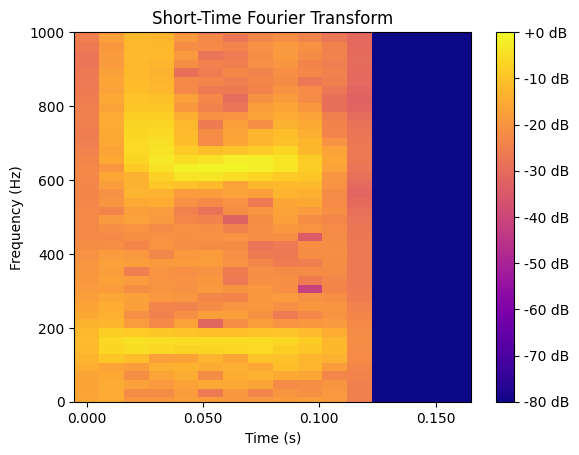 Short-Time Fourier Transform
1000
800
600
400
200
0
Frequency (Hz)
0.000
0.050
0.100
0.150
Time (s)
+0 dB
-10 dB
-20 dB
-30 dB
-40 dB
-50 dB
-60 dB
-70 dB
-80 dB